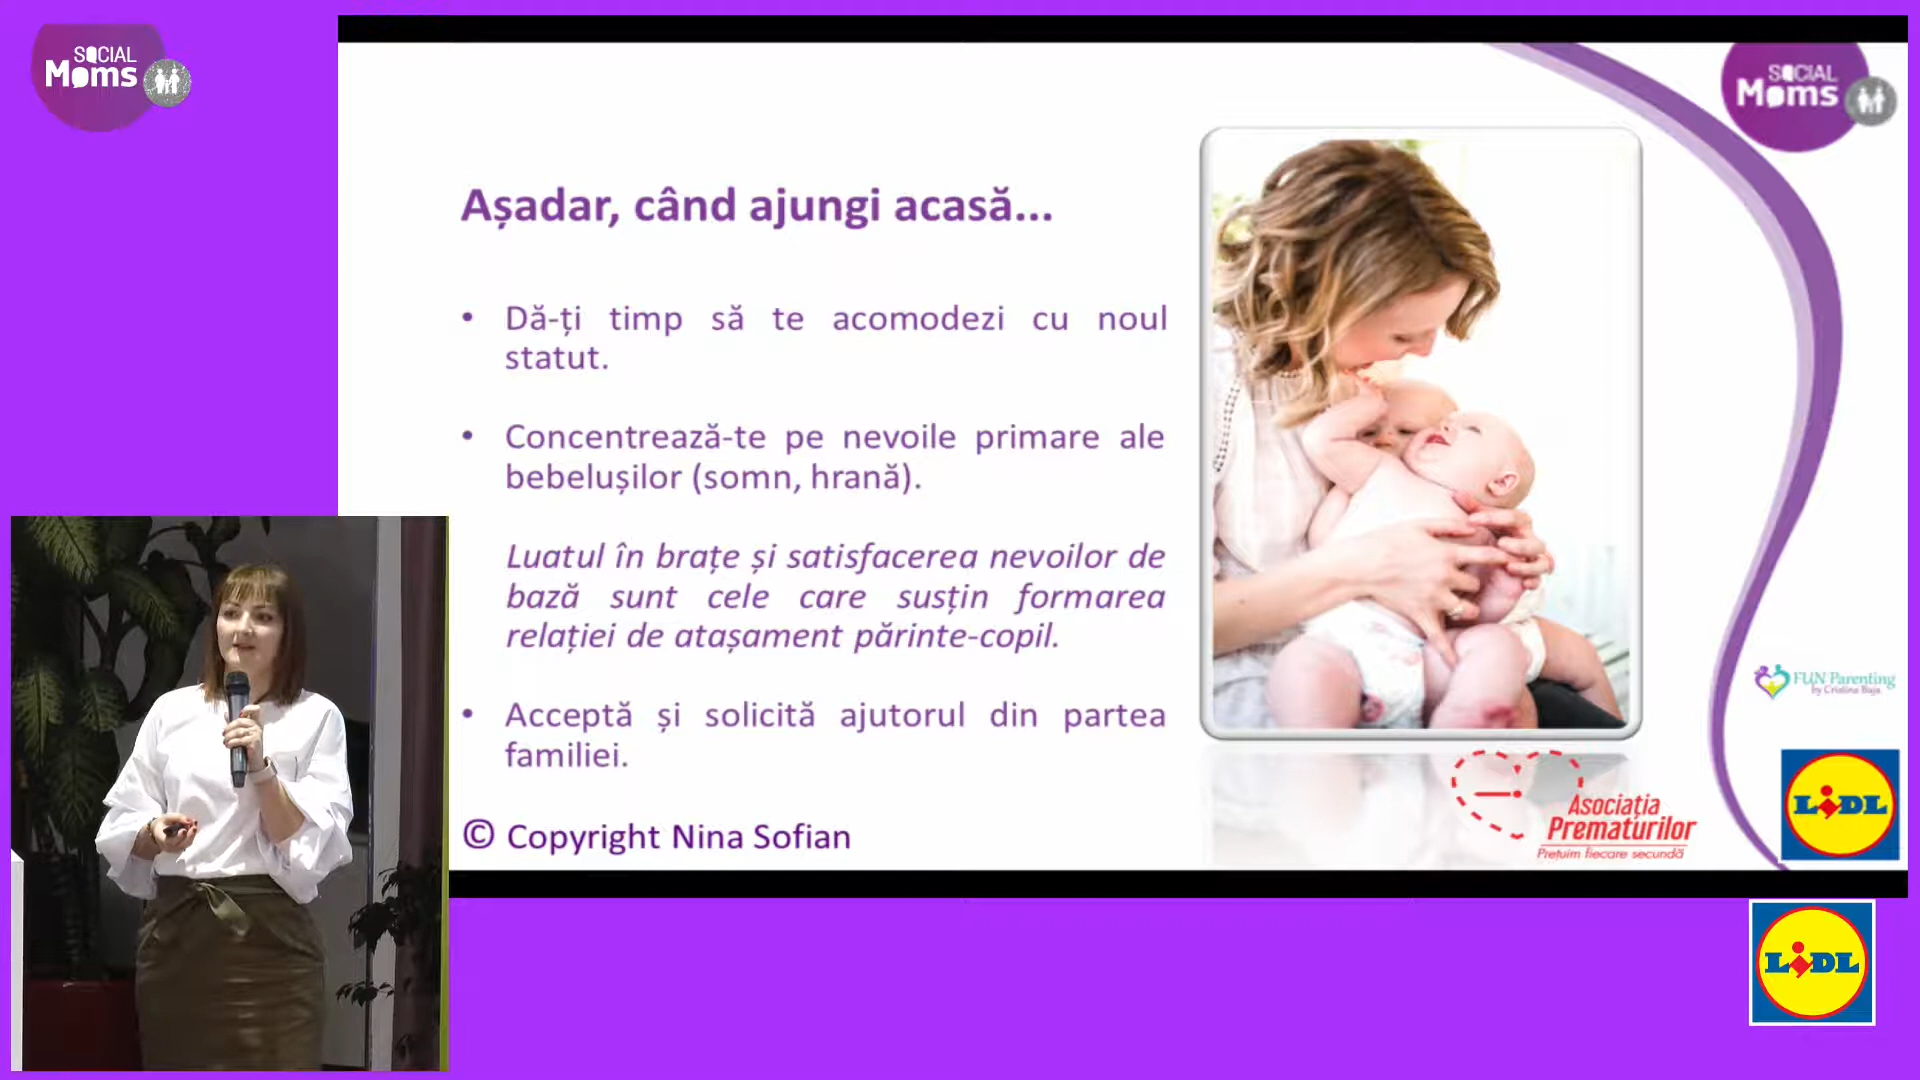 SOCIAL
Moms
SOCIAL
Moms
Așadar, când ajungi acasă...
• Dă-ți timp să te acomodezi cu noul
statut.
• Concentrează-te pe nevoile primare ale
bebelușilor (somn, hrană).
Luatul în brațe și satisfacerea nevoilor de
bază sunt cele care susțin formarea
relației de atașament părinte-copil.
• Acceptă și solicită ajutorul din partea
familiei.
© Copyright Nina Sofian
FUN Parenting
by Cristina Buja
Asociația
Prematurilor
Prețuim fiecare secundă
LIDL
LIDL